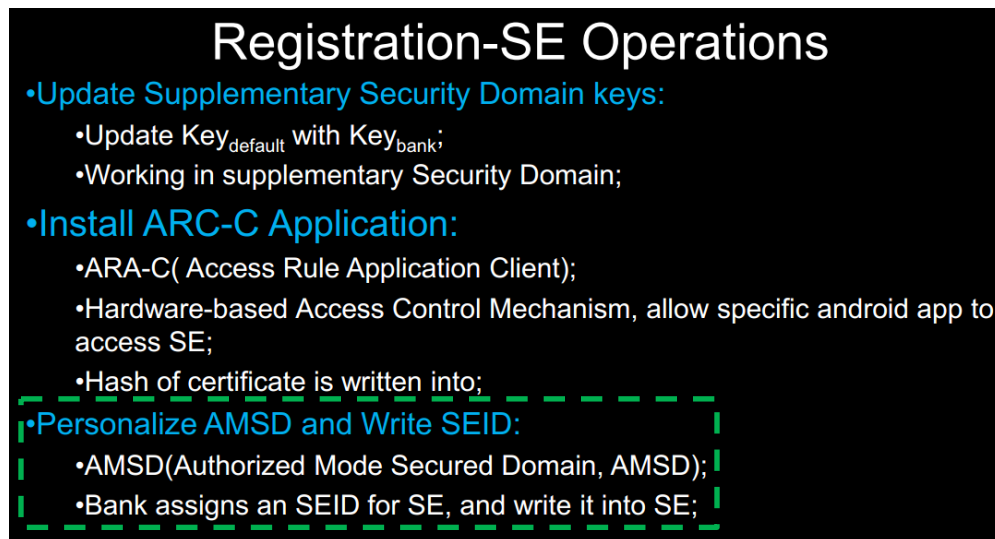 Registration-SE Operations
•Update Supplementary Security Domain keys:
•Update Keydefault with Keybank;
•Working in supplementary Security Domain;
•Install ARC-C Application:
•ARA-C( Access Rule Application Client);
•Hardware-based Access Control Mechanism, allow specific android app to
access SE;
•Hash of certificate is written into;
•Personalize AMSD and Write SEID:
•AMSD(Authorized Mode Secured Domain, AMSD);
•Bank assigns an SEID for SE, and write it into SE;